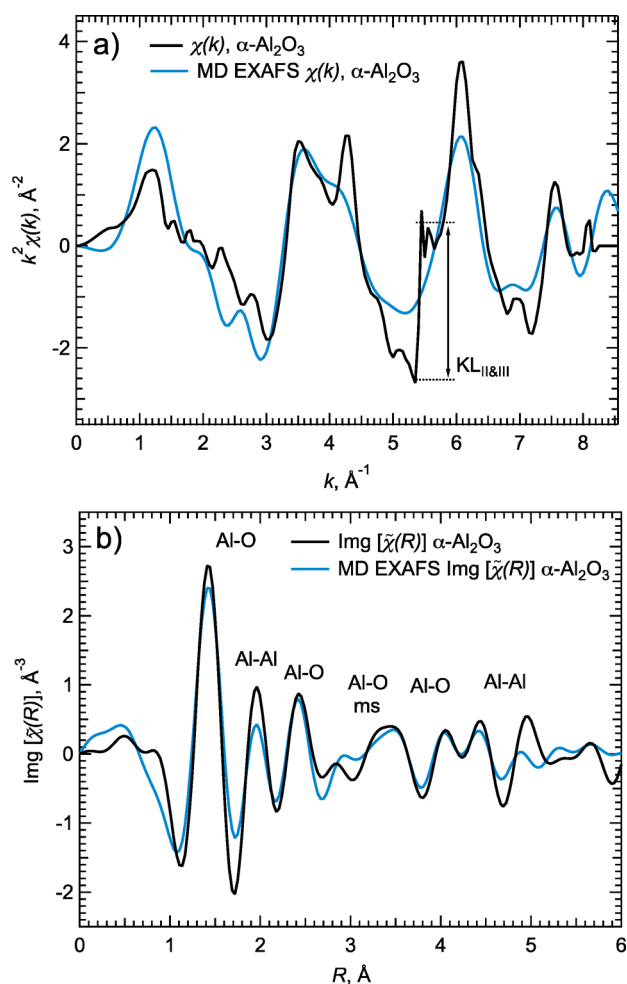 a)
χ(k), α-Al₂O₃
MD EXAFS χ(k), α-Al₂O₃
4
2
0
-2
k² χ(k), Å⁻²
KL_II&III
0 1 2 3 4 5 6 7 8
k, Å⁻¹
b)
Al-O
Img [χ̃(R)] α-Al₂O₃
MD EXAFS Img [χ̃(R)] α-Al₂O₃
Al-Al
Al-O
Al-O
ms
Al-O
Al-Al
3
2
1
0
-1
-2
Img [χ̃(R)], Å⁻³
0 1 2 3 4 5 6
R, Å